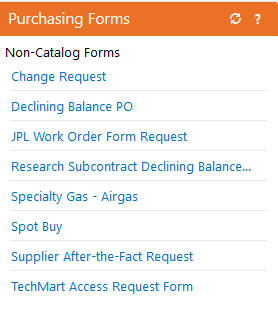 Purchasing Forms ?
Non-Catalog Forms
Change Request
Declining Balance PO
JPL Work Order Form Request
Research Subcontract Declining Balance...
Specialty Gas - Airgas
Spot Buy
Supplier After-the-Fact Request
TechMart Access Request Form